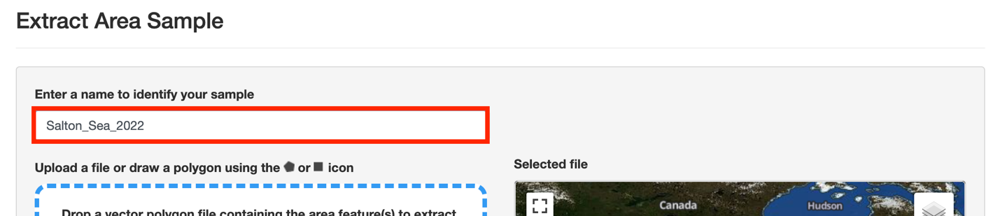 Extract Area Sample
Enter a name to identify your sample
Salton_Sea_2022
Upload a file or draw a polygon using the or icon
Selected file
Drop a vector polygon file containing the area feature(s) to extract
Canada
Hudson